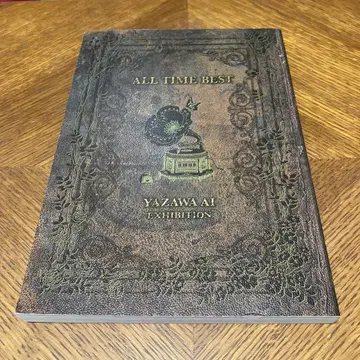 ALL TIME BEST
YAZAWA AI
EXHIBITION